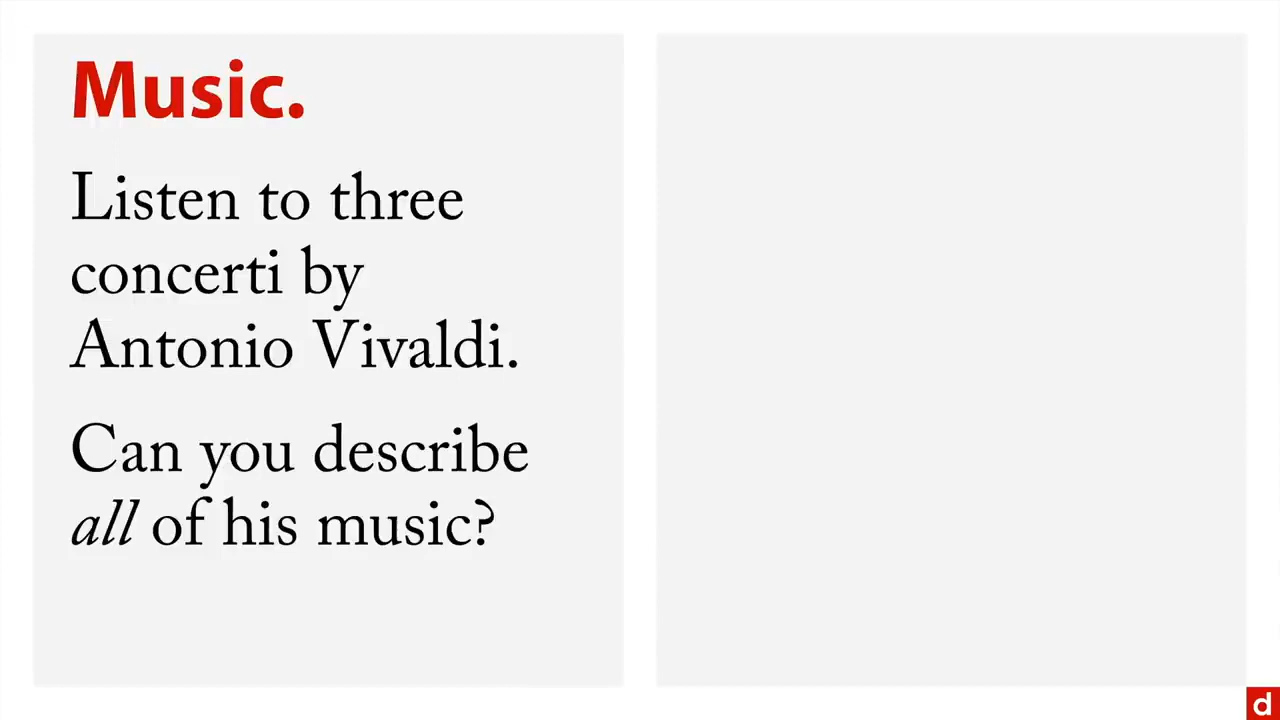 Music.
Listen to three
concerti by
Antonio Vivaldi.
Can you describe
all of his music?
d